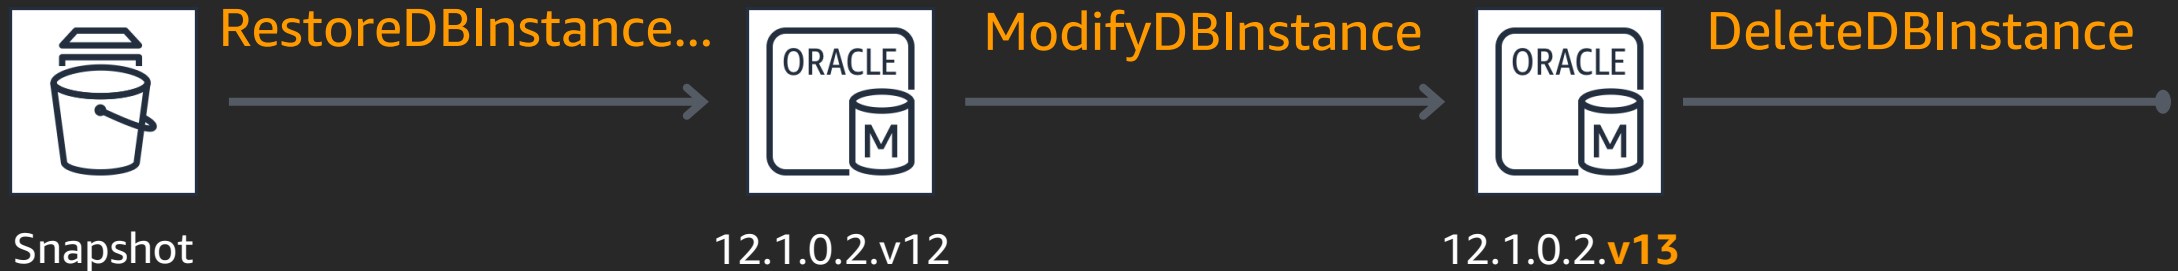 RestoreDBInstance...
ModifyDBInstance
DeleteDBInstance
ORACLE
M
ORACLE
M
Snapshot
12.1.0.2.v12
12.1.0.2.v13